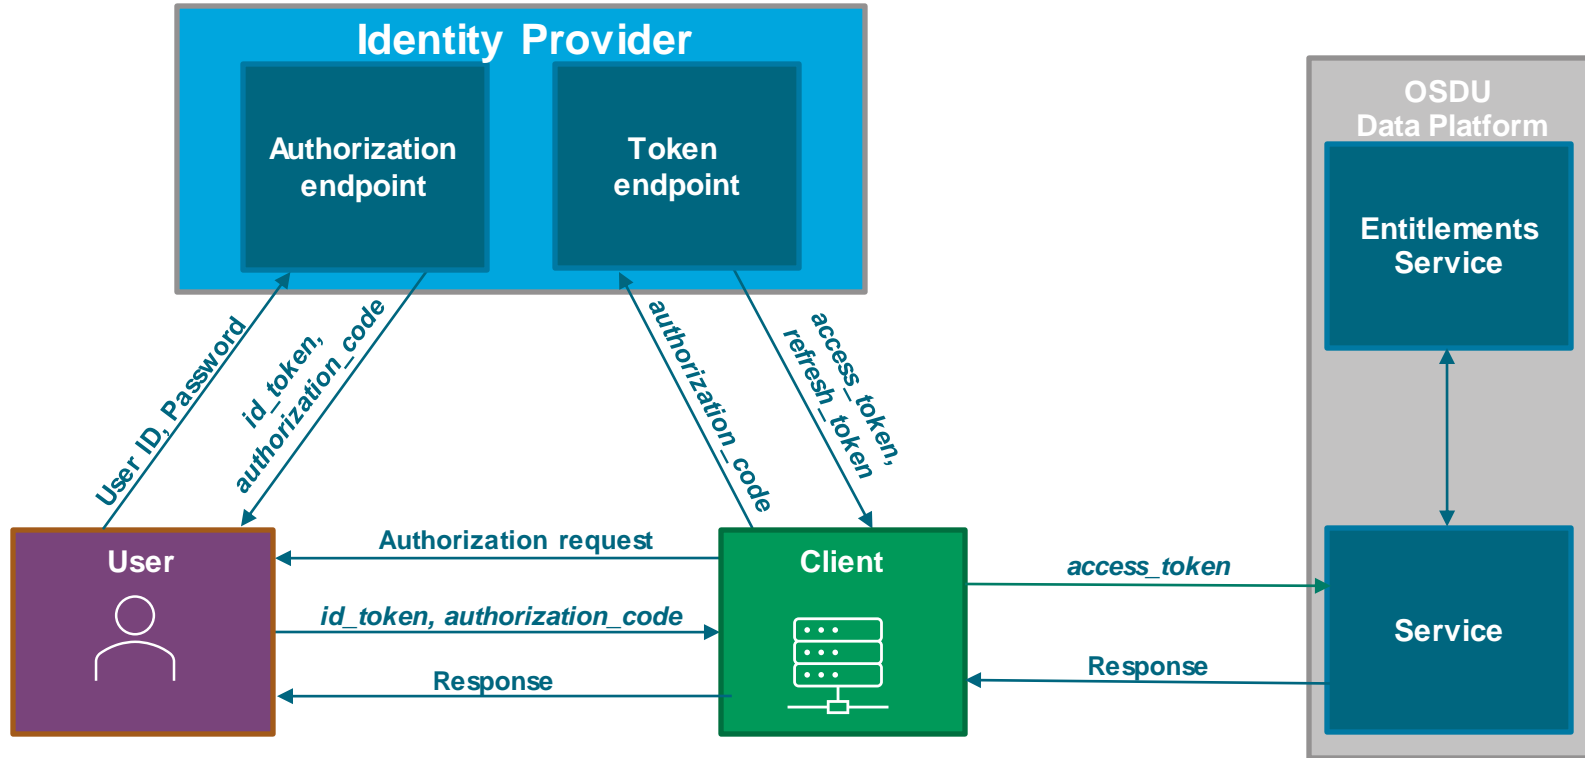 Identity Provider
Authorization
endpoint
Token
endpoint
OSDU
Data Platform
Entitlements
Service
User ID, Password
id_token,
authorization_code
authorization_code
access_token,
refresh_token
User
Authorization request
id_token, authorization_code
Response
Client
access_token
Response
Service